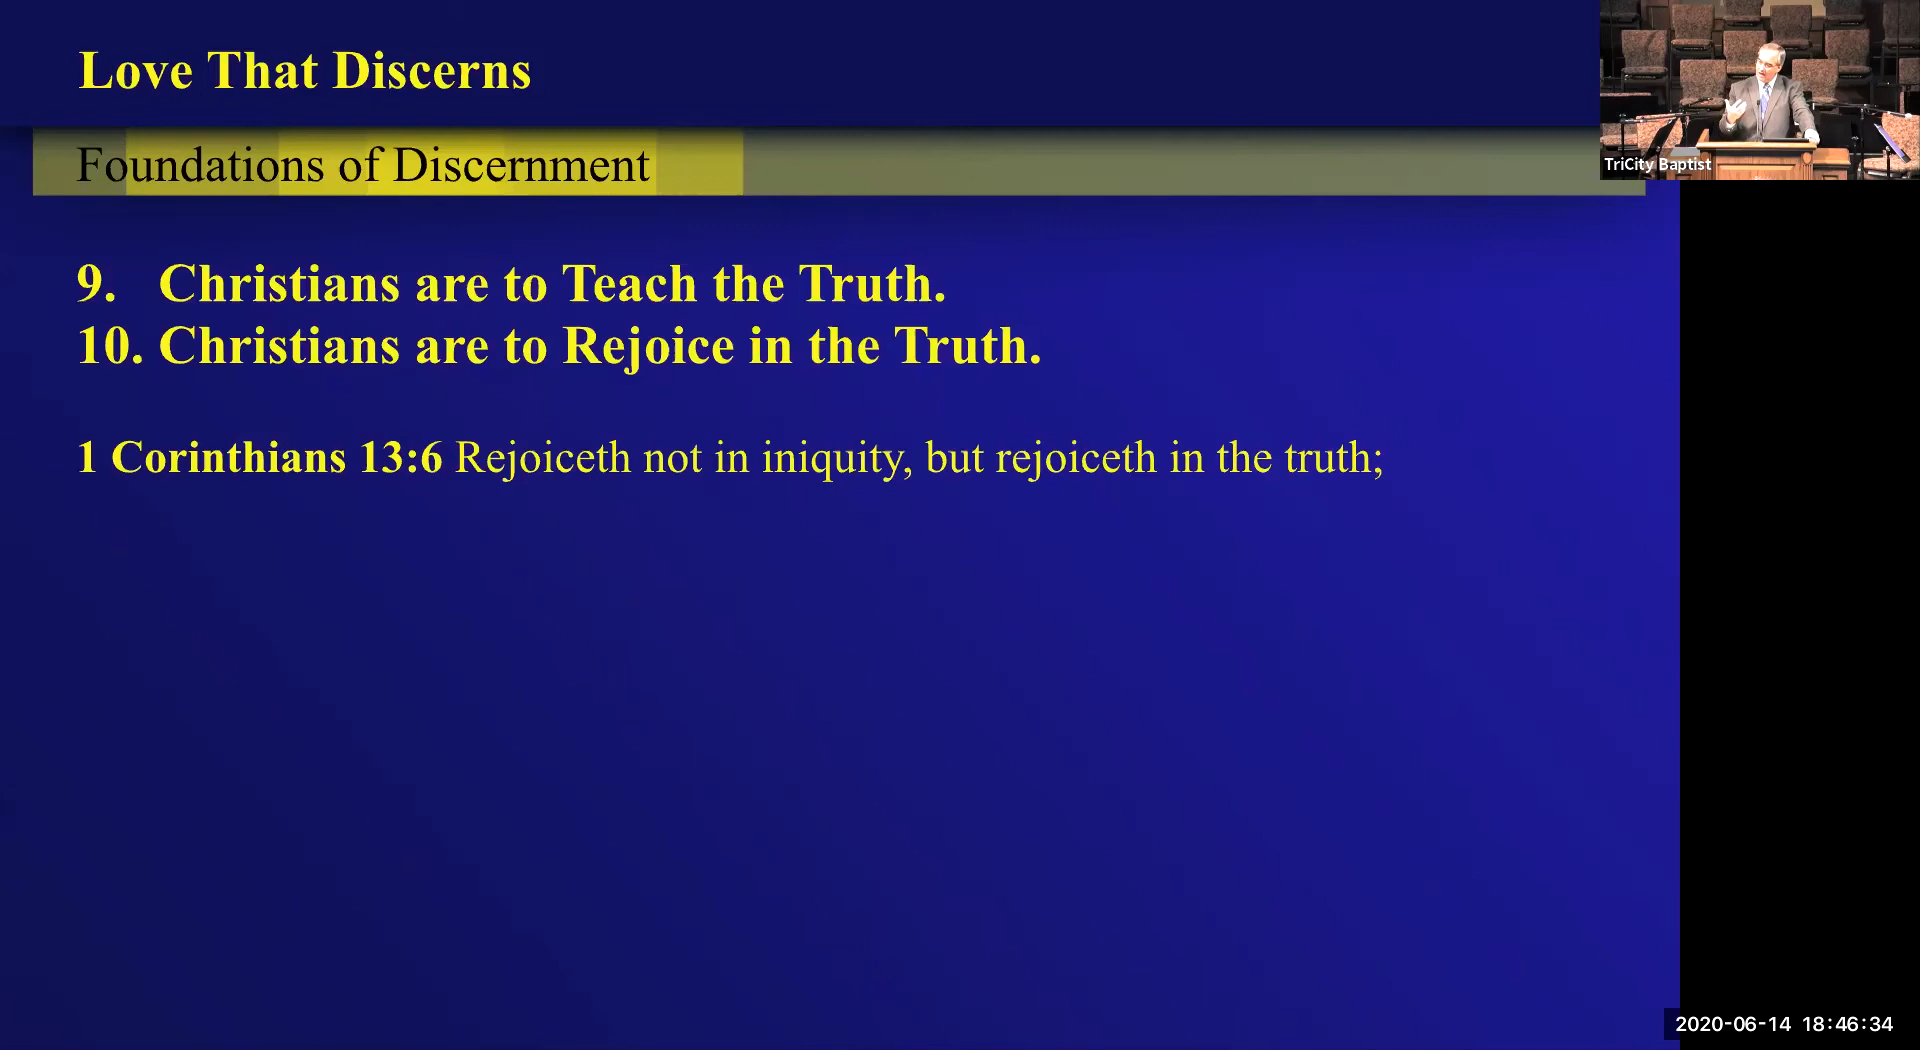 Love That Discerns
Foundations of Discernment
9. Christians are to Teach the Truth.
10. Christians are to Rejoice in the Truth.
1 Corinthians 13:6 Rejoiceth not in iniquity, but rejoiceth in the truth;
TriCity Baptist
2020-06-14 18:46:34